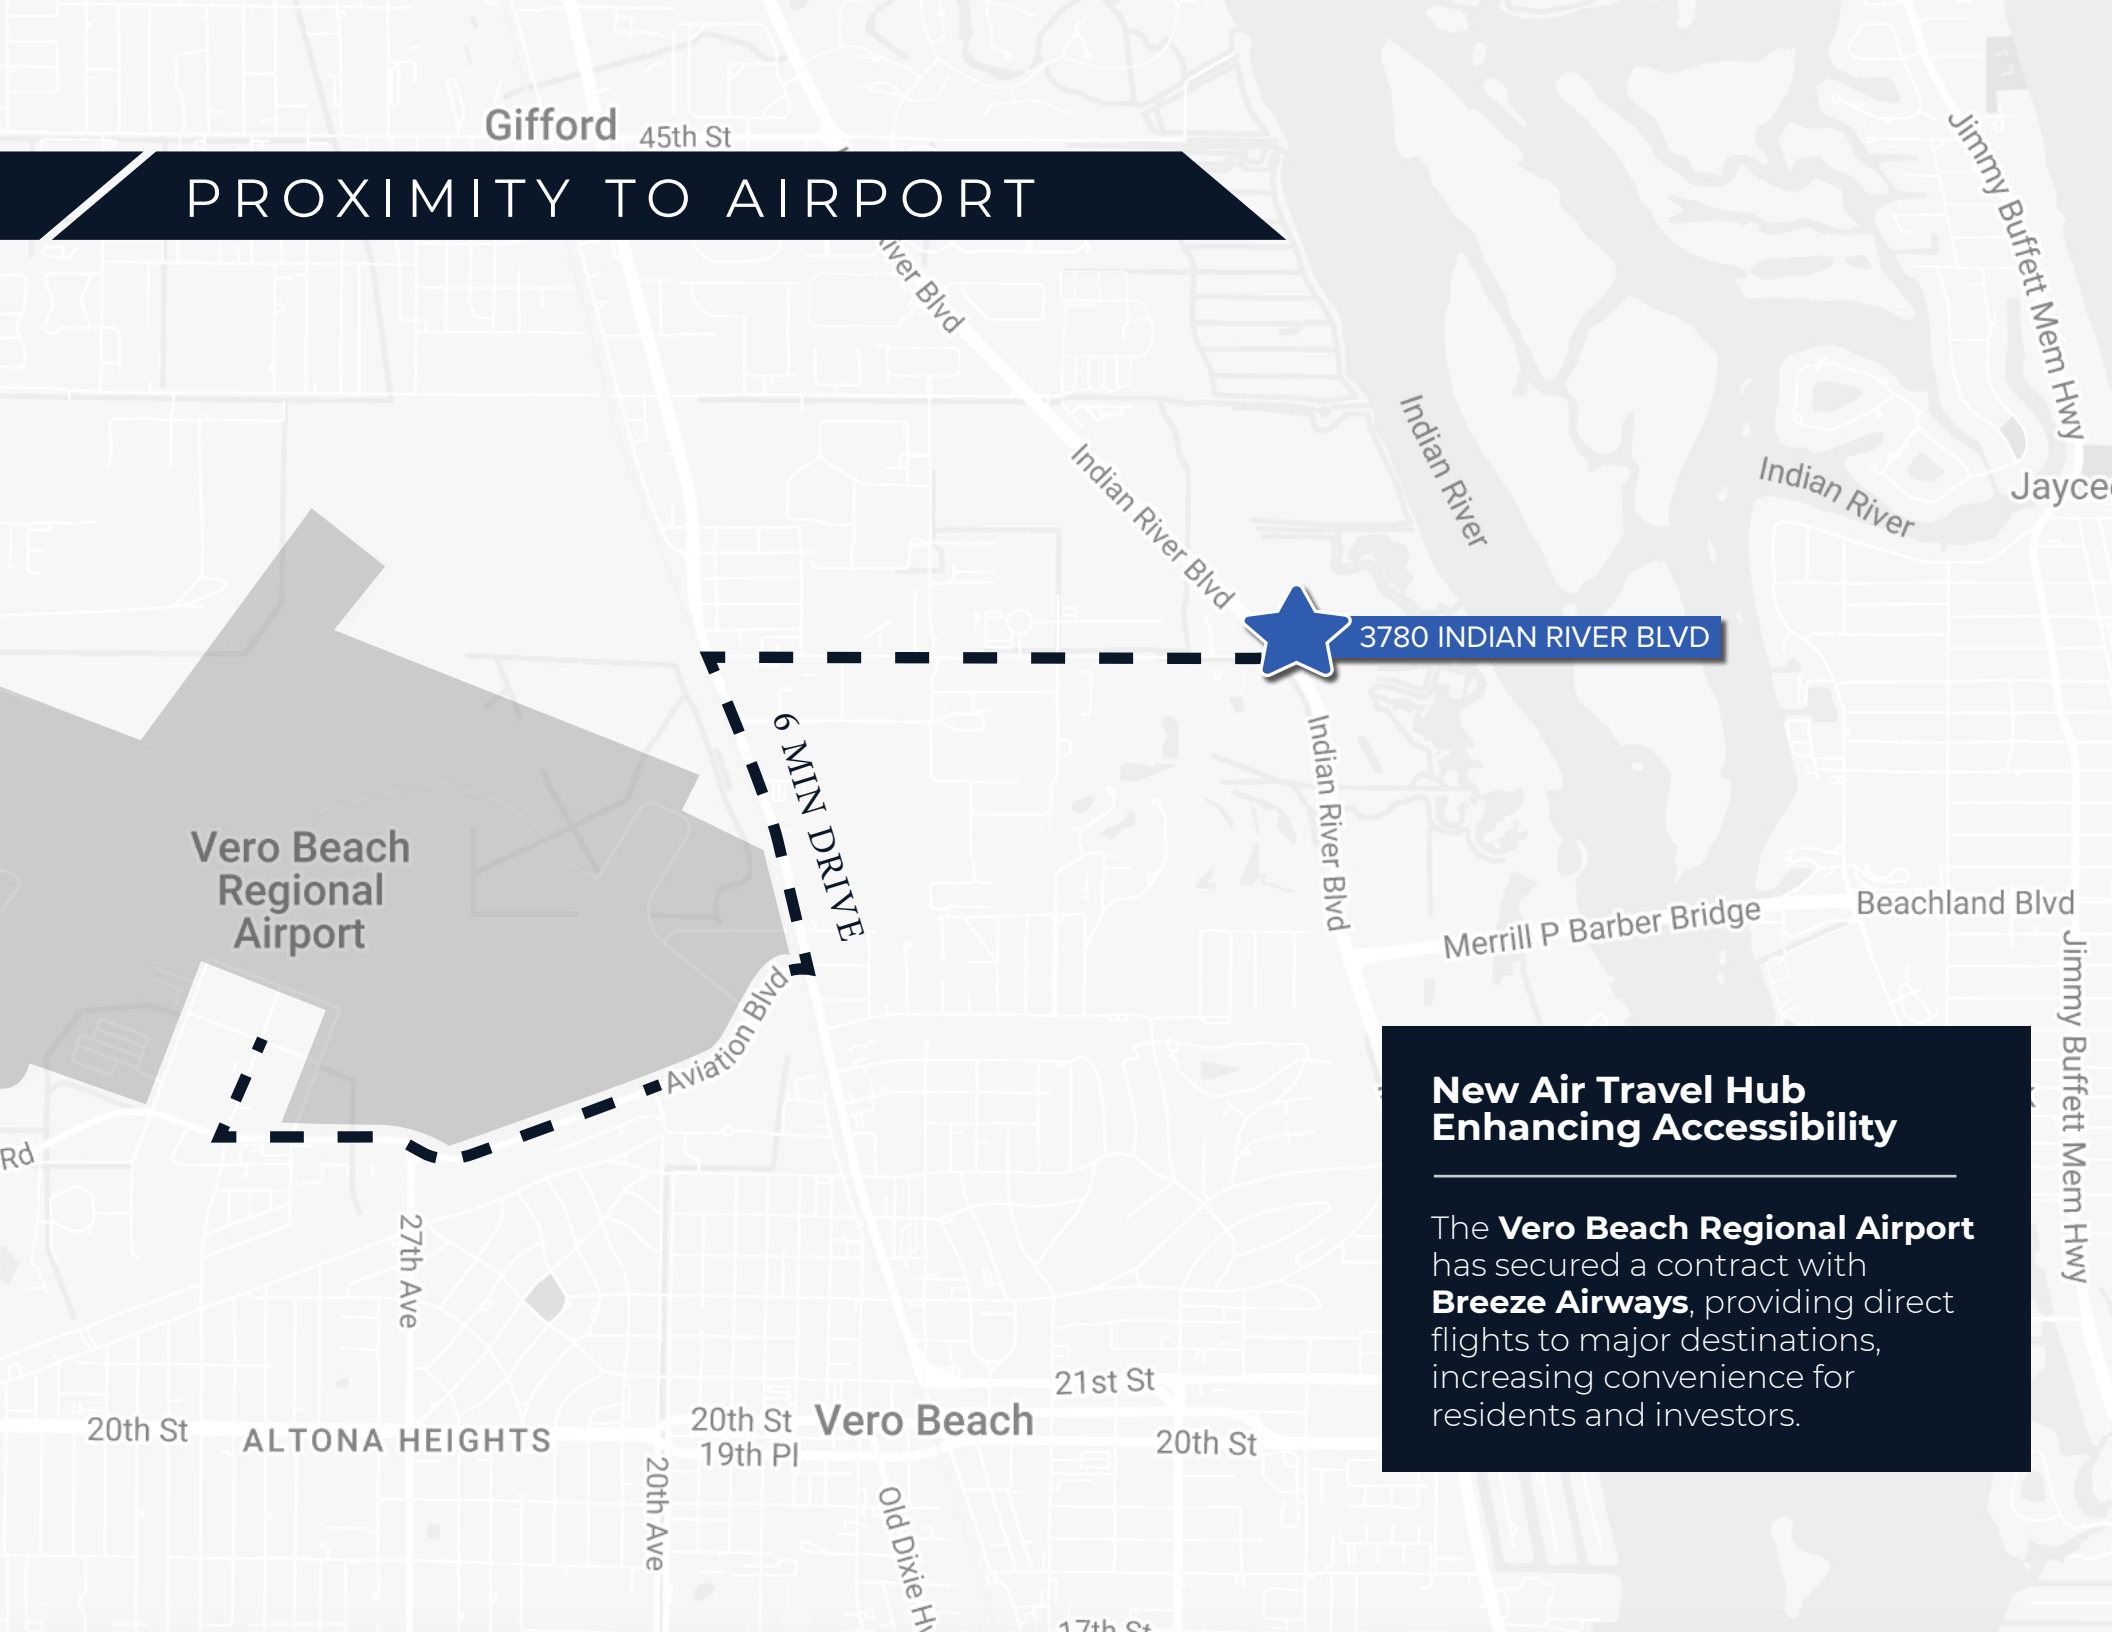 Gifford
45th St
PROXIMITY TO AIRPORT
River Blvd
Jimmy Buffett Mem Hwy
Indian River
Indian River
Jaycee
Indian River Blvd
3780 INDIAN RIVER BLVD
6 MIN DRIVE
Indian River Blvd
Vero Beach
Regional
Airport
Merrill P Barber Bridge
Beachland Blvd
Aviation Blvd
Jimmy Buffett Mem Hwy
New Air Travel Hub
Enhancing Accessibility
Rd
27th Ave
The Vero Beach Regional Airport
has secured a contract with
Breeze Airways, providing direct
flights to major destinations,
increasing convenience for
residents and investors.
21st St
20th St
ALTONA HEIGHTS
20th St
19th Pl
Vero Beach
20th St
20th Ave
Old Dixie Hw
17th St